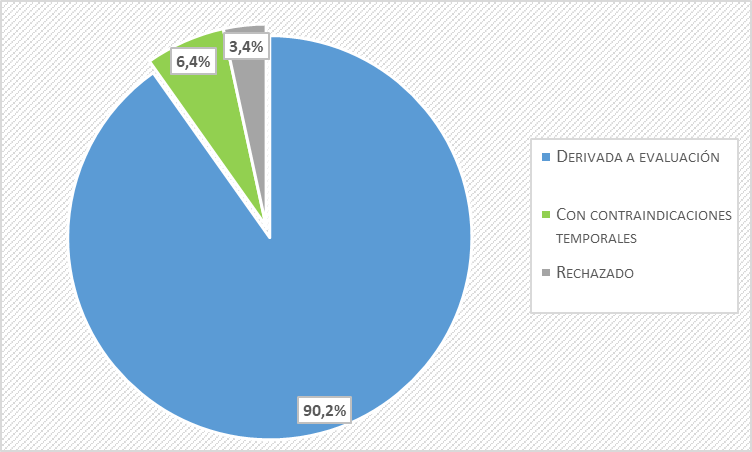 3,4%
6,4%
DERIVADA A EVALUACIÓN
CON CONTRAINDICACIONES
TEMPORALES
RECHAZADO
90,2%